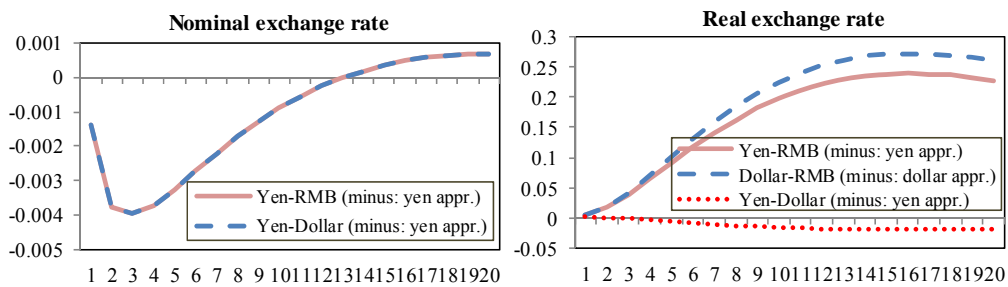 Nominal exchange rate
0.001
0
-0.001
-0.002
-0.003
-0.004
-0.005
Yen-RMB (minus: yen appr.)
Yen-Dollar (minus: yen appr.)
1 2 3 4 5 6 7 8 9 1011121314151617181920
Real exchange rate
0.3
0.25
0.2
0.15
0.1
0.05
0
-0.05
Yen-RMB (minus: yen appr.)
Dollar-RMB (minus: dollar appr.)
Yen-Dollar (minus: yen appr.)
1 2 3 4 5 6 7 8 9 1011121314151617181920